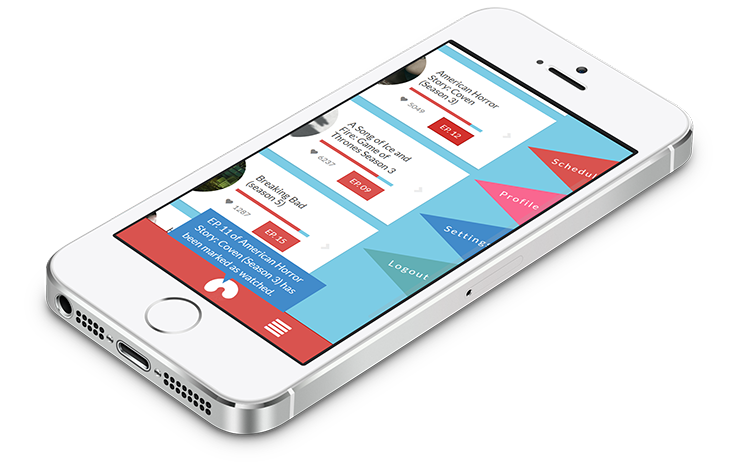 American Horror
Story: Coven
(Season 3)
5049
EP.12
A Song of Ice and
Fire: Game of
Thrones Season 3
6237
EP.09
Breaking Bad
(season 5)
1287
EP.15
EP. 11 of American Horror
Story: Coven (Season 3) has
been marked as watched.
Schedul
Profile
Settings
Logout